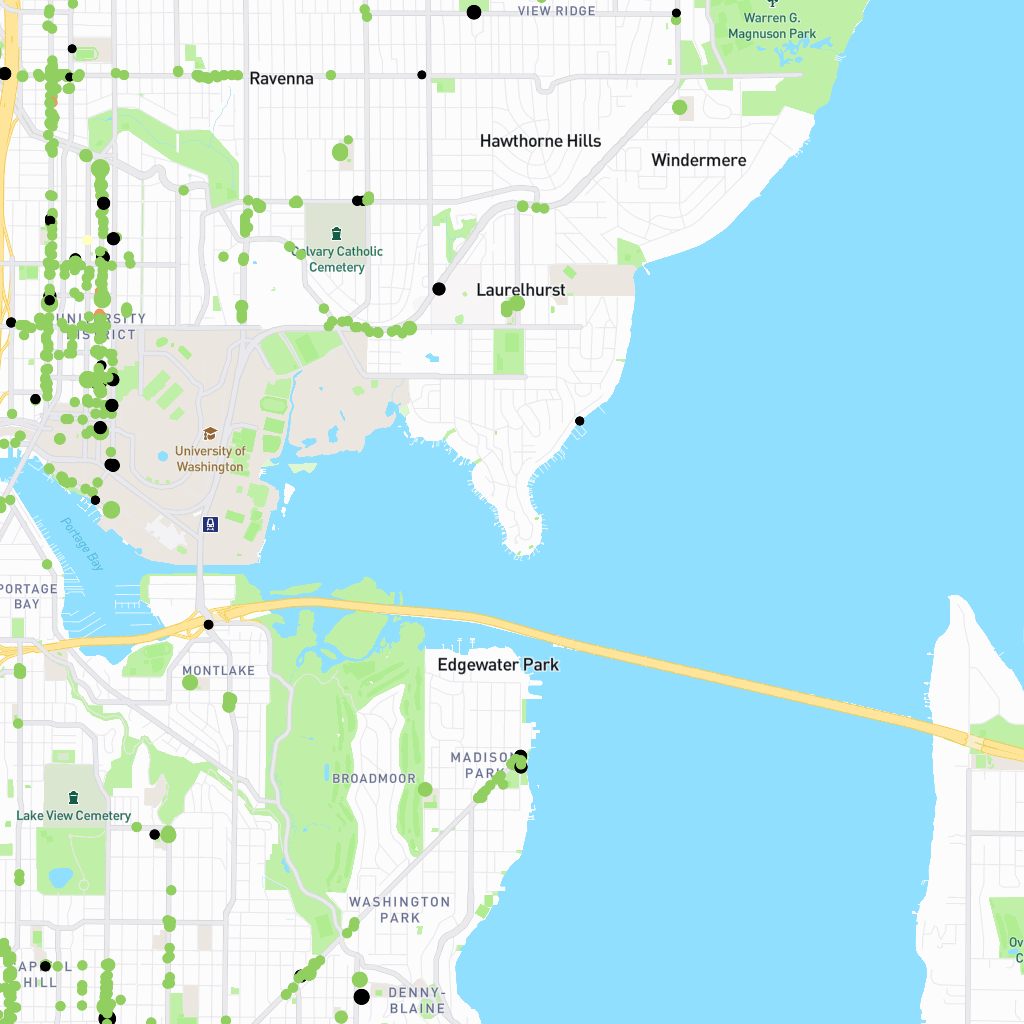 VIEW RIDGE
Warren G.
Magnuson Park
Ravenna
Hawthorne Hills
Windermere
Calvary Catholic
Cemetery
Laurelhurst
UNIVERSITY
DISTRICT
University of
Washington
Portage Bay
PORTAGE
BAY
MONTLAKE
Edgewater Park
MADISON
PARK
BROADMOOR
Lake View Cemetery
WASHINGTON
PARK
CAPITOL
HILL
DENNY-
BLAINE
Ov
C